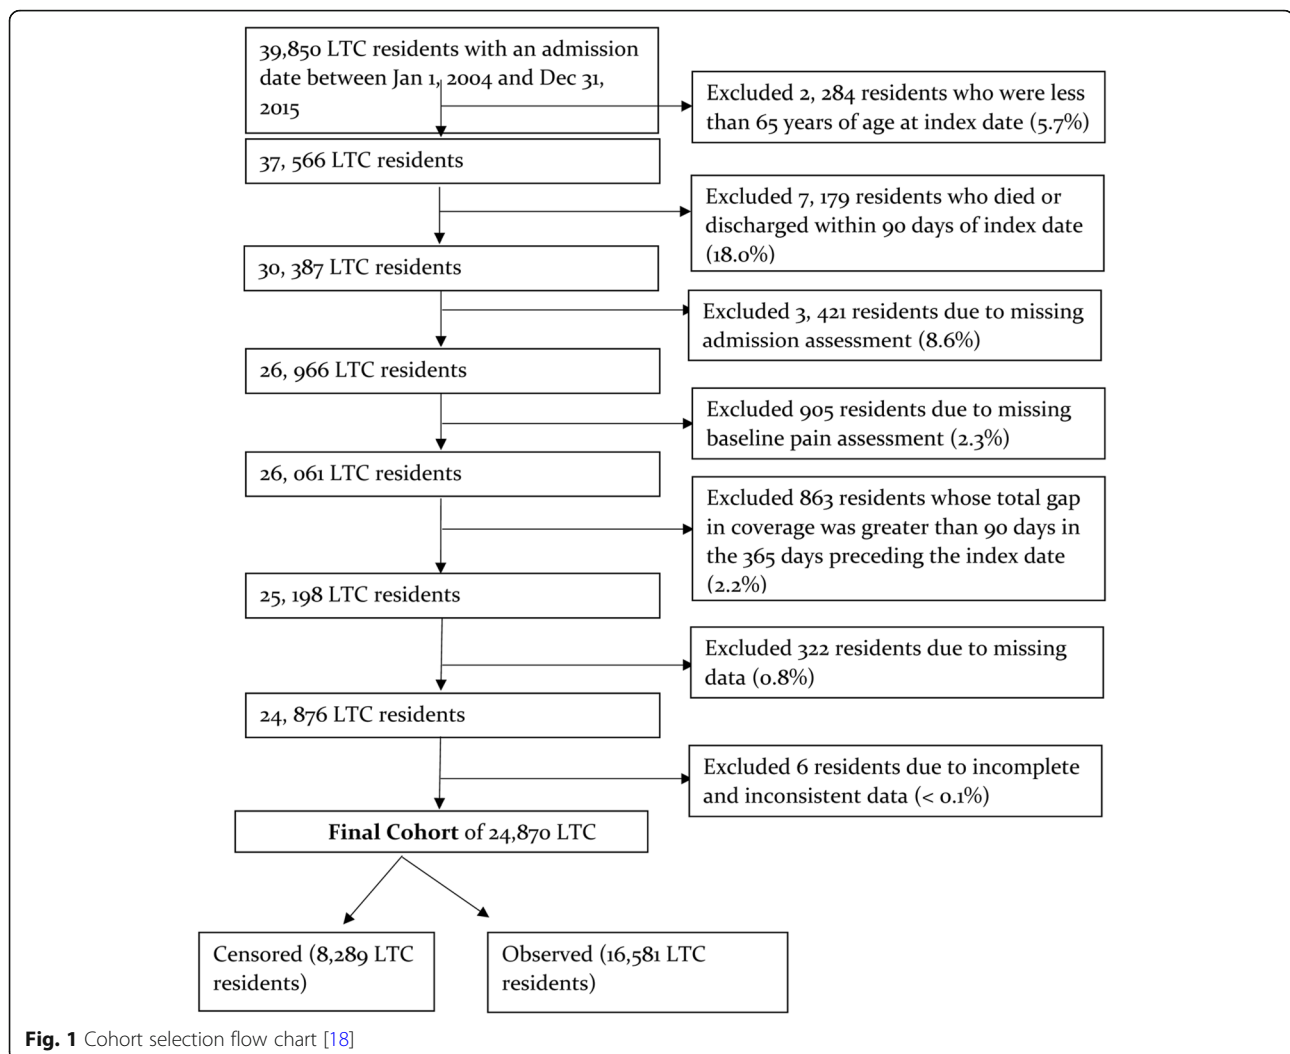 39,850 LTC residents with an admission
date between Jan 1, 2004 and Dec 31,
2015
Excluded 2, 284 residents who were less
than 65 years of age at index date (5.7%)
37, 566 LTC residents
Excluded 7, 179 residents who died or
discharged within 90 days of index date
(18.0%)
30, 387 LTC residents
Excluded 3, 421 residents due to missing
admission assessment (8.6%)
26, 966 LTC residents
Excluded 905 residents due to missing
baseline pain assessment (2.3%)
26, 061 LTC residents
Excluded 863 residents whose total gap
in coverage was greater than 90 days in
the 365 days preceding the index date
(2.2%)
25, 198 LTC residents
Excluded 322 residents due to missing
data (0.8%)
24, 876 LTC residents
Excluded 6 residents due to incomplete
and inconsistent data (< 0.1%)
Final Cohort of 24,870 LTC
Censored (8,289 LTC
residents)
Observed (16,581 LTC
residents)
Fig. 1 Cohort selection flow chart [18]